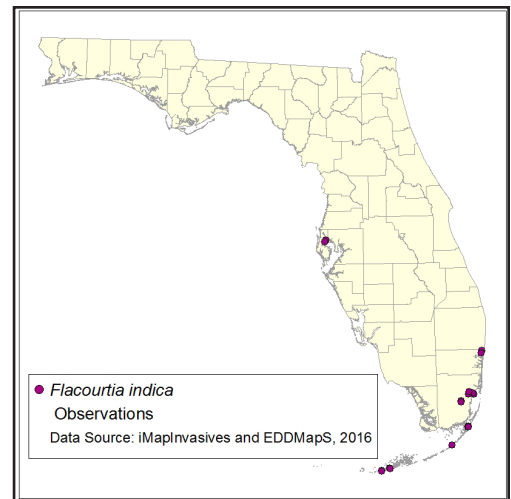 Flacourtia indica
Observations
Data Source: iMapInvasives and EDDMapS, 2016